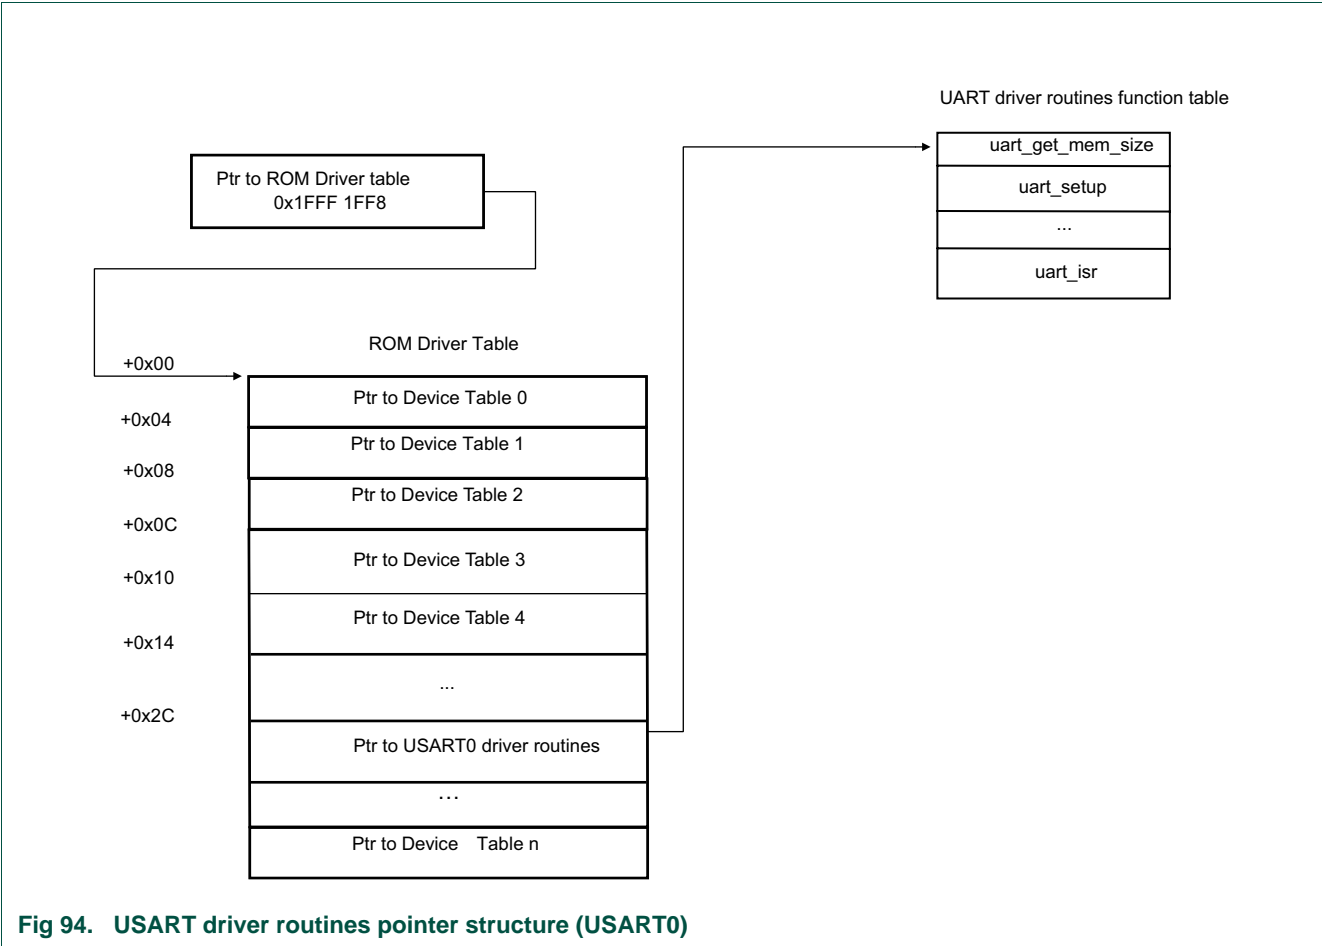 UART driver routines function table
uart_get_mem_size
uart_setup
...
uart_isr
Ptr to ROM Driver table
0x1FFF 1FF8
ROM Driver Table
+0x00
Ptr to Device Table 0
+0x04
Ptr to Device Table 1
+0x08
Ptr to Device Table 2
+0x0C
Ptr to Device Table 3
+0x10
Ptr to Device Table 4
+0x14
...
+0x2C
Ptr to USART0 driver routines
...
Ptr to Device Table n
Fig 94. USART driver routines pointer structure (USART0)